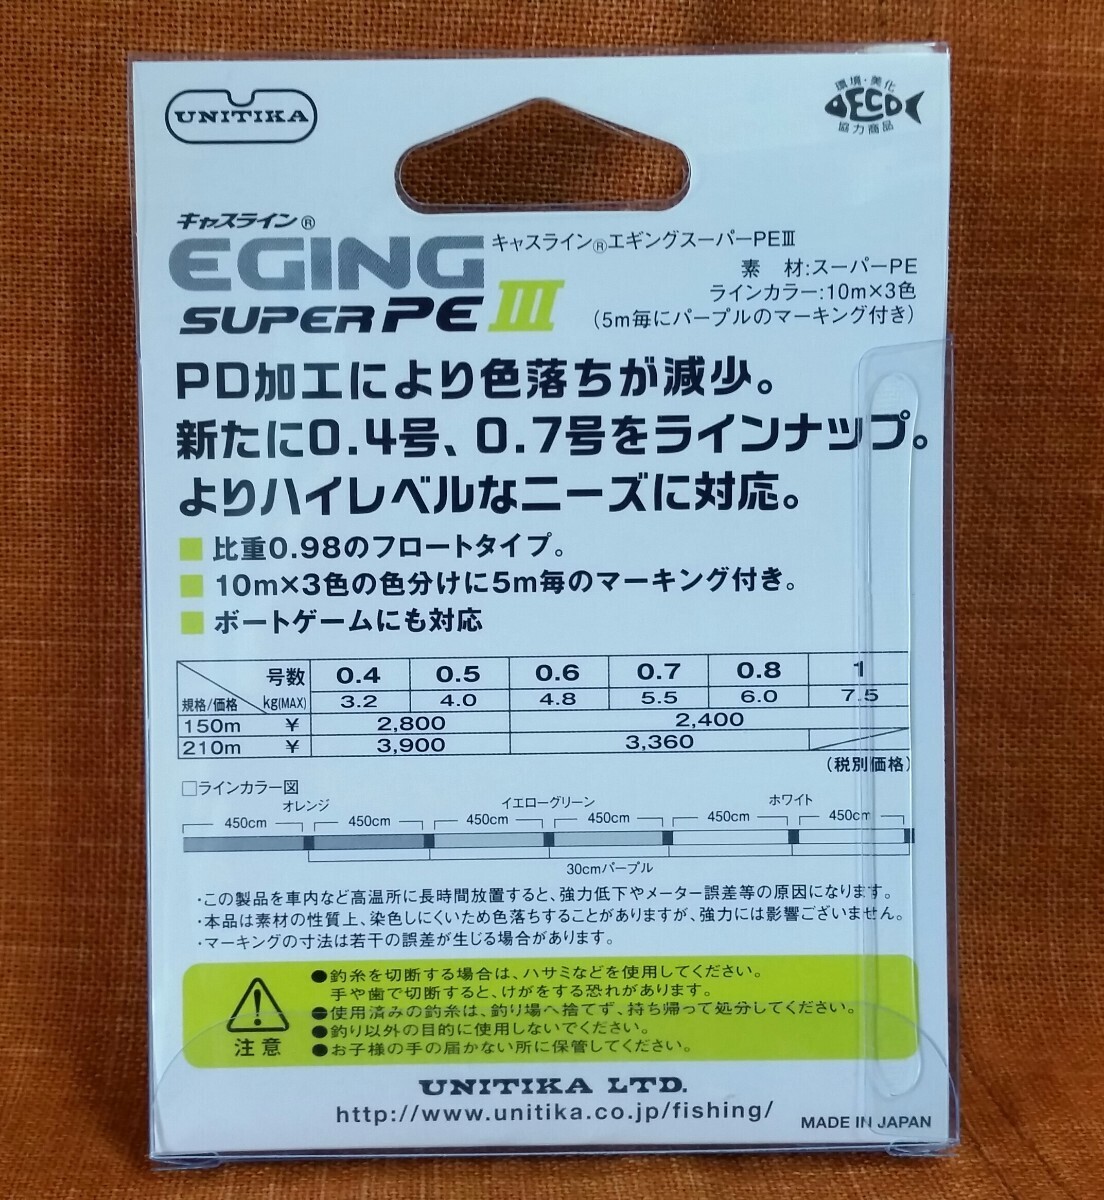 UNITIKA
環境・美化
ECO
協力商品
キャスライン®
EGING
SUPER PE III
キャスライン®エギングスーパーPEⅢ
素 材:スーパーPE
ラインカラー:10m×3色
(5m毎にパープルのマーキング付き)
PD加工により色落ちが減少。
新たに0.4号、0.7号をラインナップ。
よりハイレベルなニーズに対応。
■ 比重0.98のフロートタイプ。
■ 10m×3色の色分けに5m毎のマーキング付き。
■ ボートゲームにも対応
号数 0.4 0.5 0.6 0.7 0.8 1
規格/価格 kg(MAX) 3.2 4.0 4.8 5.5 6.0 7.5
150m ¥ 2,800 2,400
210m ¥ 3,900 3,360
(税別価格)
□ラインカラー図
オレンジ イエローグリーン ホワイト
450cm 450cm 450cm 450cm 450cm 450cm
30cmパープル
・この製品を車内など高温所に長時間放置すると、強力低下やメーター誤差等の原因になります。
・本品は素材の性質上、染色しにくいため色落ちすることがありますが、強力には影響ございません。
・マーキングの寸法は若干の誤差が生じる場合があります。
注意
●釣糸を切断する場合は、ハサミなどを使用してください。
手や歯で切断すると、けがをする恐れがあります。
●使用済みの釣糸は、釣り場へ捨てず、持ち帰って処分してください。
●釣り以外の目的に使用しないでください。
●お子様の手の届かない所に保管してください。
UNITIKA LTD.
http://www.unitika.co.jp/fishing/
MADE IN JAPAN